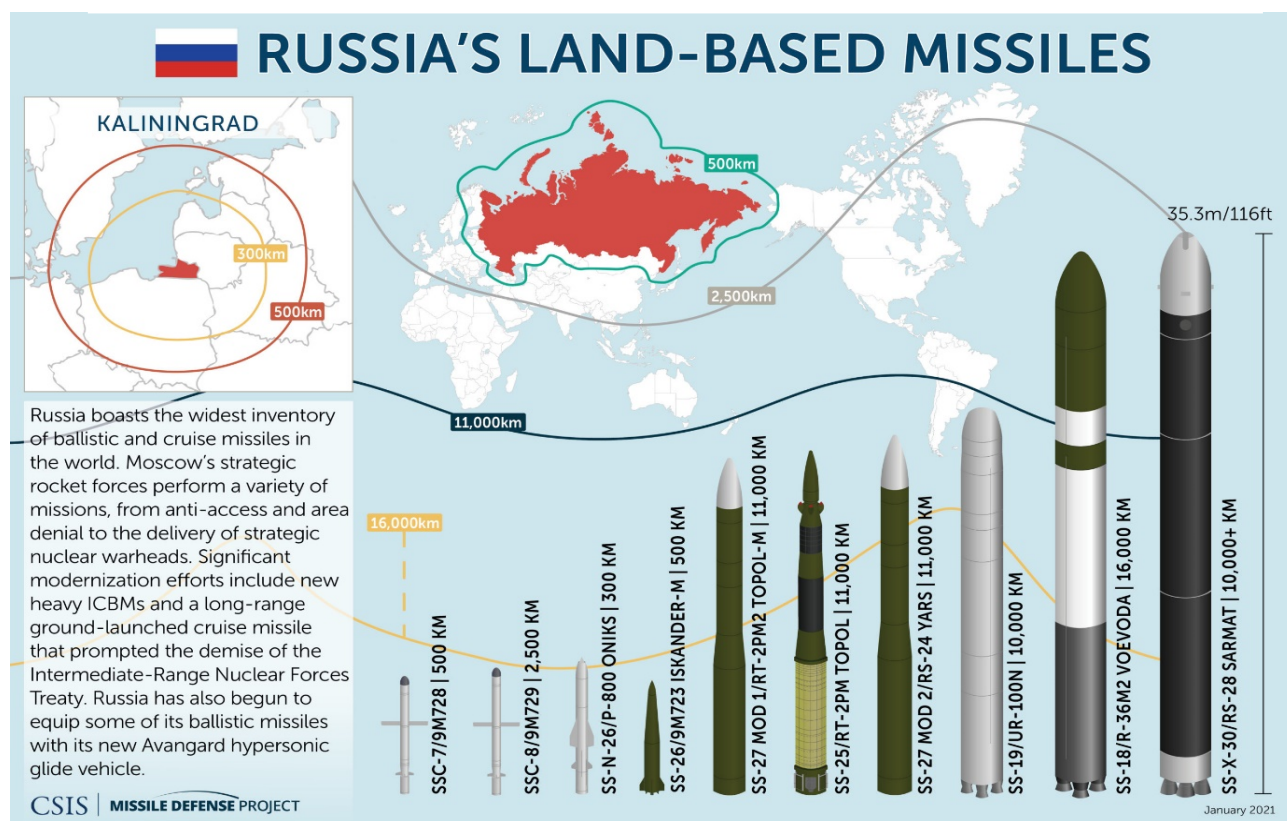 RUSSIA'S LAND-BASED MISSILES
KALININGRAD
300km
500km
500km
2,500km
11,000km
16,000km
35.3m/116ft
Russia boasts the widest inventory
of ballistic and cruise missiles in
the world. Moscow's strategic
rocket forces perform a variety of
missions, from anti-access and area
denial to the delivery of strategic
nuclear warheads. Significant
modernization efforts include new
heavy ICBMs and a long-range
ground-launched cruise missile
that prompted the demise of the
Intermediate-Range Nuclear Forces
Treaty. Russia has also begun to
equip some of its ballistic missiles
with its new Avangard hypersonic
glide vehicle.
SSC-7/9M728 | 500 KM
SSC-8/9M729 | 2,500 KM
SS-N-26/P-800 ONIKS | 300 KM
SS-26/9M723 ISKANDER-M | 500 KM
SS-27 MOD 1/RT-2PM2 TOPOL-M | 11,000 KM
SS-25/RT-2PM TOPOL | 11,000 KM
SS-27 MOD 2/RS-24 YARS | 11,000 KM
SS-19/UR-100N | 10,000 KM
SS-18/R-36M2 VOEVODA | 16,000 KM
SS-X-30/RS-28 SARMAT | 10,000+ KM
CSIS | MISSILE DEFENSE PROJECT
January 2021